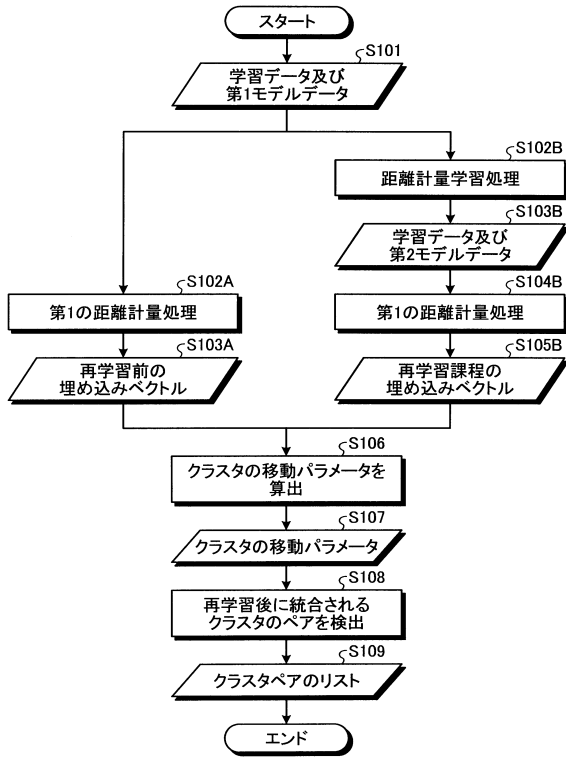 スタート
S101
学習データ及び
第1モデルデータ
S102B
距離計量学習処理
S103B
学習データ及び
第2モデルデータ
S102A
第1の距離計量処理
S104B
第1の距離計量処理
S103A
再学習前の
埋め込みベクトル
S105B
再学習課程の
埋め込みベクトル
S106
クラスタの移動パラメータを
算出
S107
クラスタの移動パラメータ
S108
再学習後に統合される
クラスタのペアを検出
S109
クラスタペアのリスト
エンド